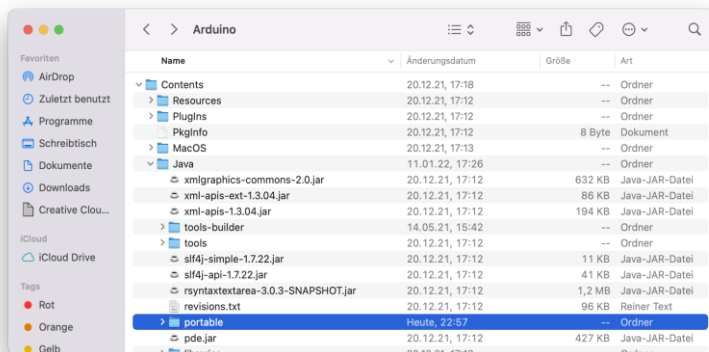 Arduino
Favoriten
AirDrop
Zuletzt benutzt
Programme
Schreibtisch
Dokumente
Downloads
Creative Clou...
iCloud
iCloud Drive
Tags
Rot
Orange
Gelb
Name Änderungsdatum Größe Art
Contents 20.12.21, 17:18 -- Ordner
Resources 20.12.21, 17:12 -- Ordner
PlugIns 20.12.21, 17:12 -- Ordner
PkgInfo 20.12.21, 17:12 8 Byte Dokument
MacOS 20.12.21, 17:13 -- Ordner
Java 11.01.22, 17:26 -- Ordner
xmlgraphics-commons-2.0.jar 20.12.21, 17:12 632 KB Java-JAR-Datei
xml-apis-ext-1.3.04.jar 20.12.21, 17:12 86 KB Java-JAR-Datei
xml-apis-1.3.04.jar 20.12.21, 17:12 194 KB Java-JAR-Datei
tools-builder 14.05.21, 15:42 -- Ordner
tools 20.12.21, 17:12 -- Ordner
slf4j-simple-1.7.22.jar 20.12.21, 17:12 11 KB Java-JAR-Datei
slf4j-api-1.7.22.jar 20.12.21, 17:12 41 KB Java-JAR-Datei
rsyntaxtextarea-3.0.3-SNAPSHOT.jar 20.12.21, 17:12 1,2 MB Java-JAR-Datei
revisions.txt 20.12.21, 17:12 96 KB Reiner Text
portable Heute, 22:57 -- Ordner
pde.jar 20.12.21, 17:12 427 KB Java-JAR-Datei